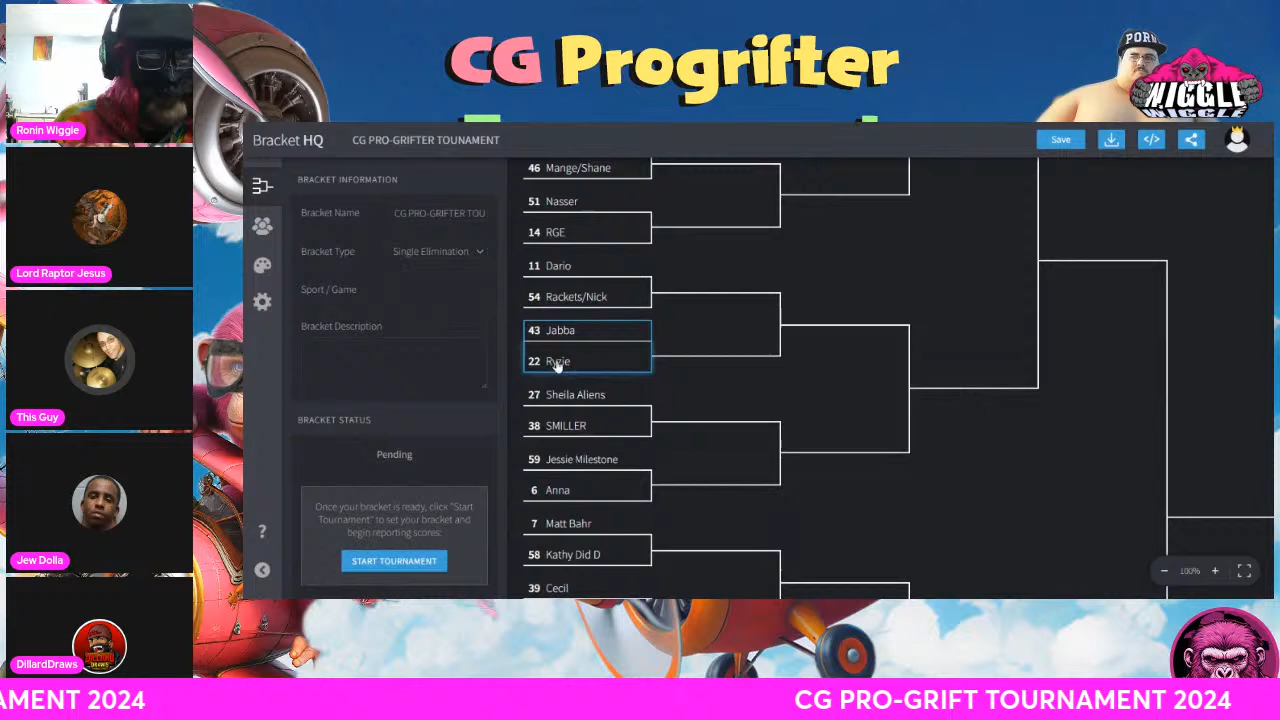 CG Progrifter
PORN
WIGGLE
WIGGLE
Ronin Wiggle
Lord Raptor Jesus
This Guy
Jew Dolla
DillardDraws
Bracket HQ
CG PRO-GRIFTER TOURNAMENT
Save
</>
BRACKET INFORMATION
Bracket Name
CG PRO-GRIFTER TOU
Bracket Type
Single Elimination
Sport / Game
Bracket Description
BRACKET STATUS
Pending
Once your bracket is ready, click "Start
Tournament" to set your bracket and
begin reporting scores:
START TOURNAMENT
?
46 Mange/Shane
51 Nasser
14 RGE
11 Dario
54 Rackets/Nick
43 Jabba
22
27 Sheila Aliens
38 SMILLER
59 Jessie Milestone
6 Anna
7 Matt Bahr
58 Kathy Did D
39 Cecil
− 100% +
AMENT 2024
CG PRO-GRIFT TOURNAMENT 2024